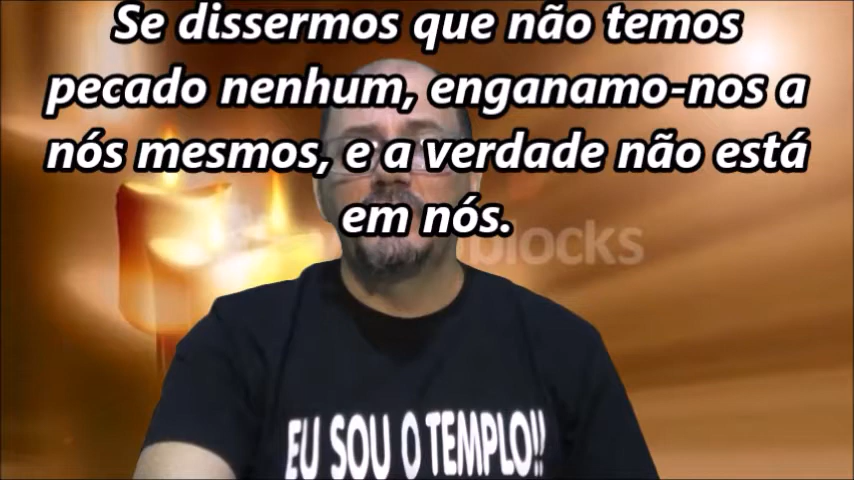 Se dissermos que não temos
pecado nenhum, enganamo-nos a
nós mesmos, e a verdade não está
em nós.
blocks
EU SOU O TEMPLO!!